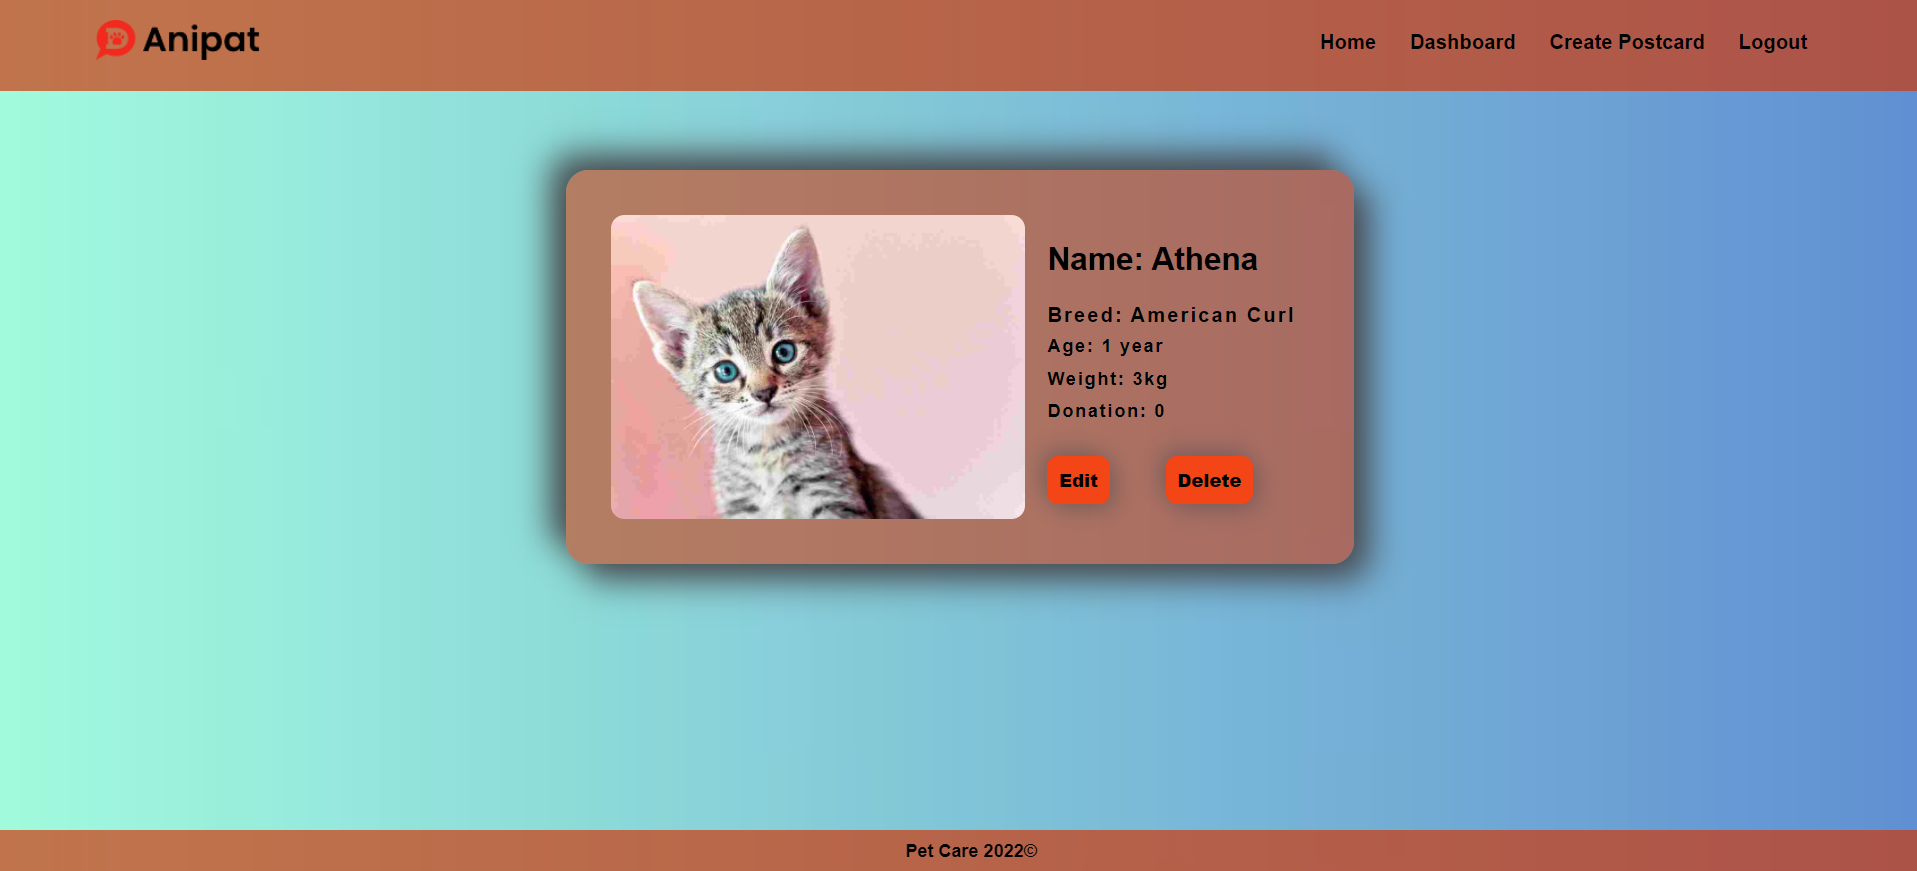 Anipat
Home Dashboard Create Postcard Logout
Name: Athena
Breed: American Curl
Age: 1 year
Weight: 3kg
Donation: 0
Edit Delete
Pet Care 2022©